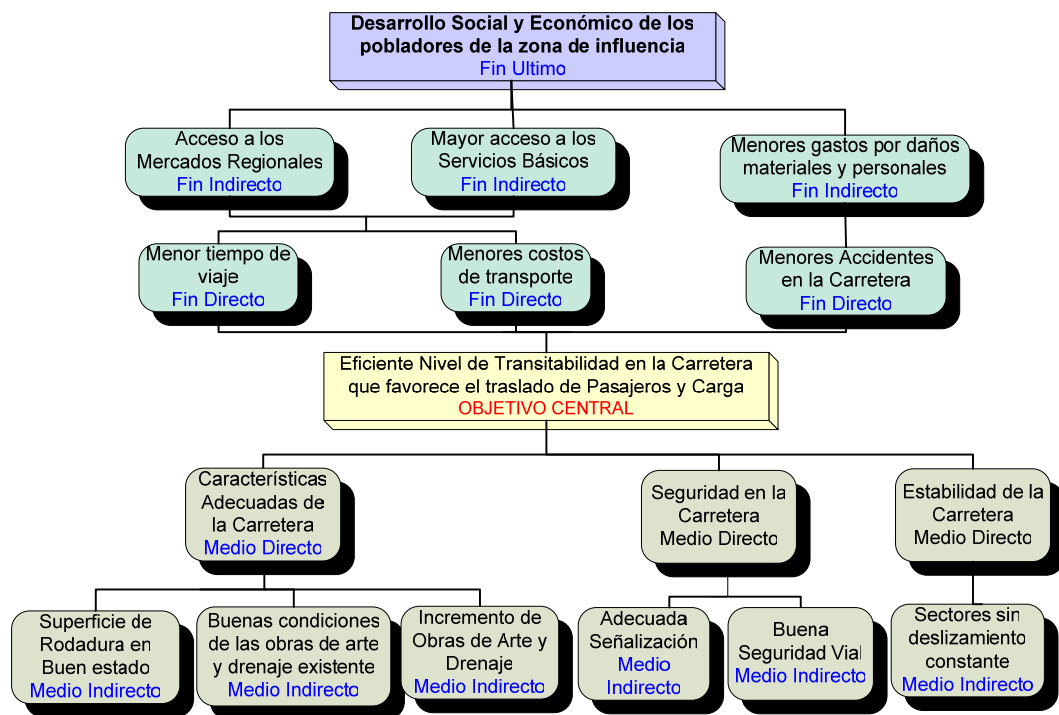 Desarrollo Social y Económico de los
pobladores de la zona de influencia
Fin Ultimo
Acceso a los
Mercados Regionales
Fin Indirecto
Mayor acceso a los
Servicios Básicos
Fin Indirecto
Menores gastos por daños
materiales y personales
Fin Indirecto
Menor tiempo de
viaje
Fin Directo
Menores costos
de transporte
Fin Directo
Menores Accidentes
en la Carretera
Fin Directo
Eficiente Nivel de Transitabilidad en la Carretera
que favorece el traslado de Pasajeros y Carga
OBJETIVO CENTRAL
Características
Adecuadas de
la Carretera
Medio Directo
Seguridad en la
Carretera
Medio Directo
Estabilidad de la
Carretera
Medio Directo
Superficie de
Rodadura en
Buen estado
Medio Indirecto
Buenas condiciones
de las obras de arte
y drenaje existente
Medio Indirecto
Incremento de
Obras de Arte y
Drenaje
Medio Indirecto
Adecuada
Señalización
Medio
Indirecto
Buena
Seguridad Vial
Medio Indirecto
Sectores sin
deslizamiento
constante
Medio Indirecto